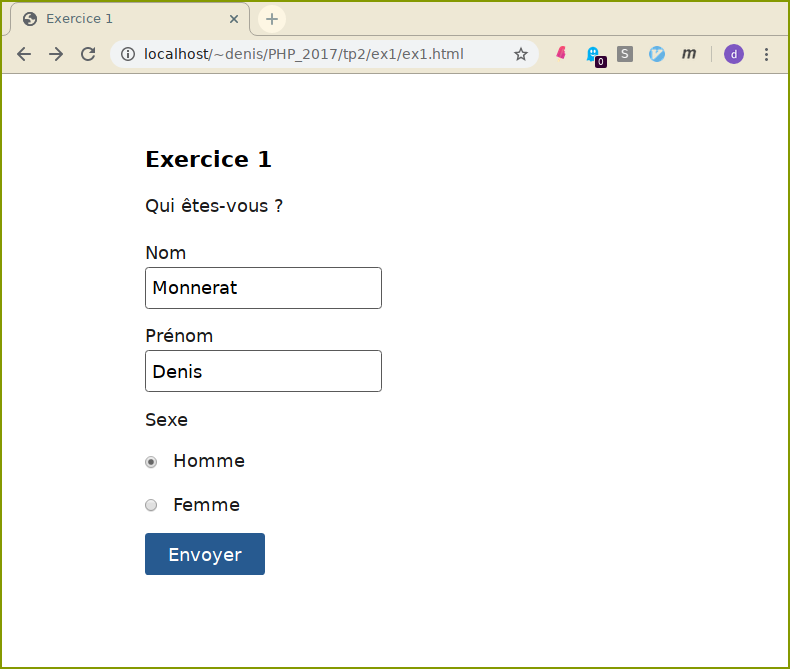 Exercice 1
localhost/~denis/PHP_2017/tp2/ex1/ex1.html
0
S
m
d
Exercice 1
Qui êtes-vous ?
Nom
Monnerat
Prénom
Denis
Sexe
Homme
Femme
Envoyer